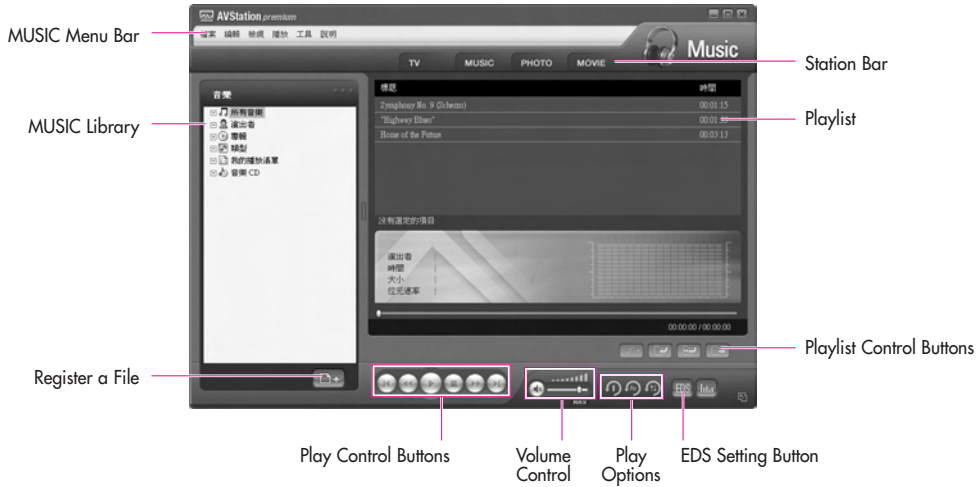 AVStation premium
檔案 編輯 檢視 播放 工具 說明
MUSIC Menu Bar
Music
TV MUSIC PHOTO MOVIE
Station Bar
音樂
標題 時間
所有音樂
Symphony No. 9 (Scherzo) 00:01:15
MUSIC Library
演出者
"Highway Blues"
Playlist
專輯
Home of the Future 00:03:13
類型
我的播放清單
音樂 CD
沒有選定的項目
演出者
時間
大小
位元速率
00:00:00 / 00:00:00
Playlist Control Buttons
Register a File
EDS
MAX
Play Control Buttons
Volume Control
Play Options
EDS Setting Button